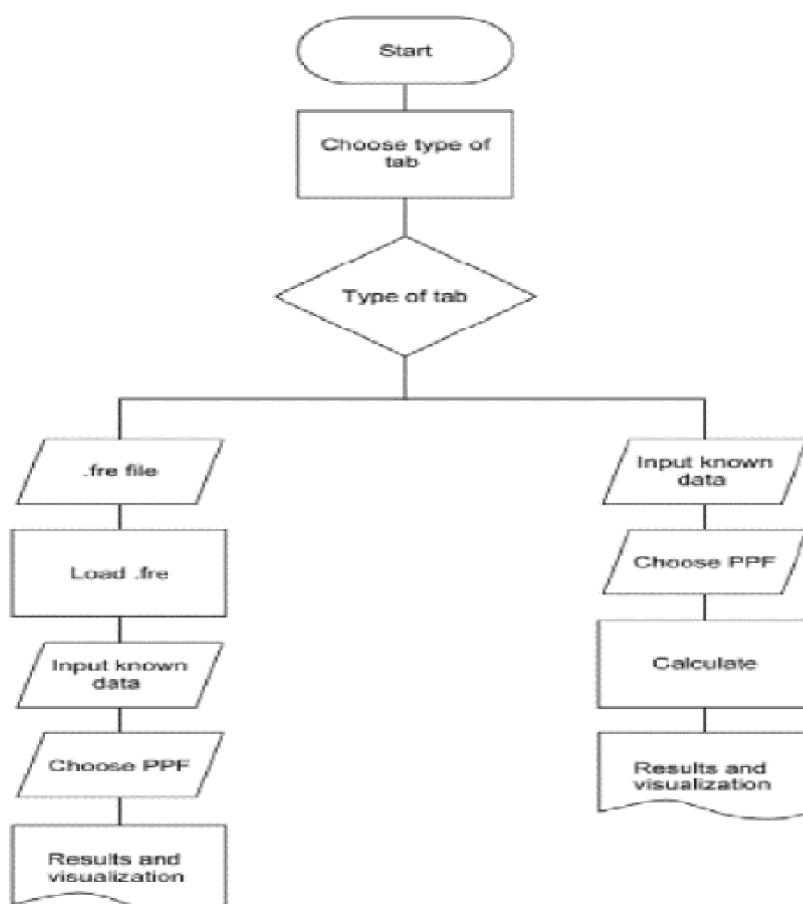 Start
Choose type of
tab
Type of tab
.fre file
Load .fre
Input known
data
Choose PPF
Results and
visualization
Input known
data
Choose PPF
Calculate
Results and
visualization